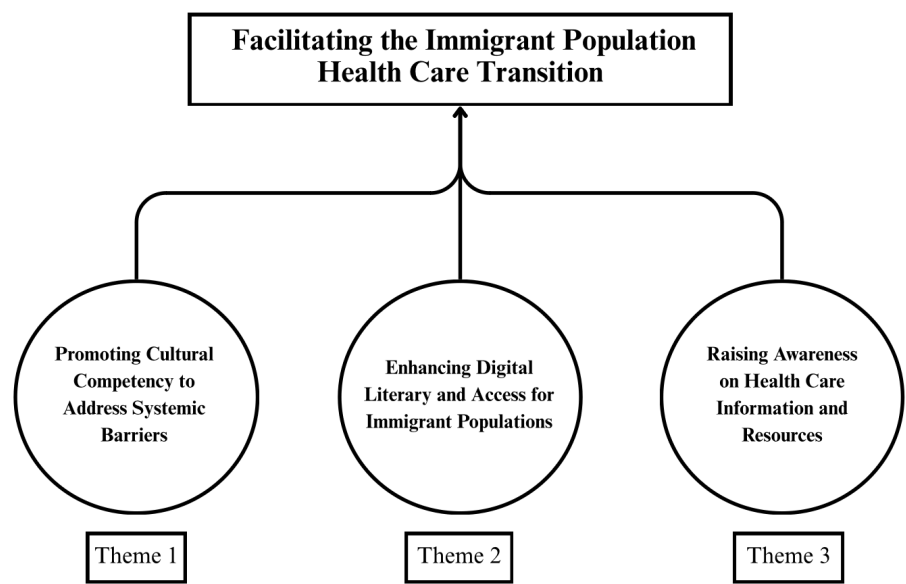 Facilitating the Immigrant Population
Health Care Transition
Promoting Cultural
Competency to
Address Systemic
Barriers
Enhancing Digital
Literary and Access for
Immigrant Populations
Raising Awareness
on Health Care
Information and
Resources
Theme 1
Theme 2
Theme 3